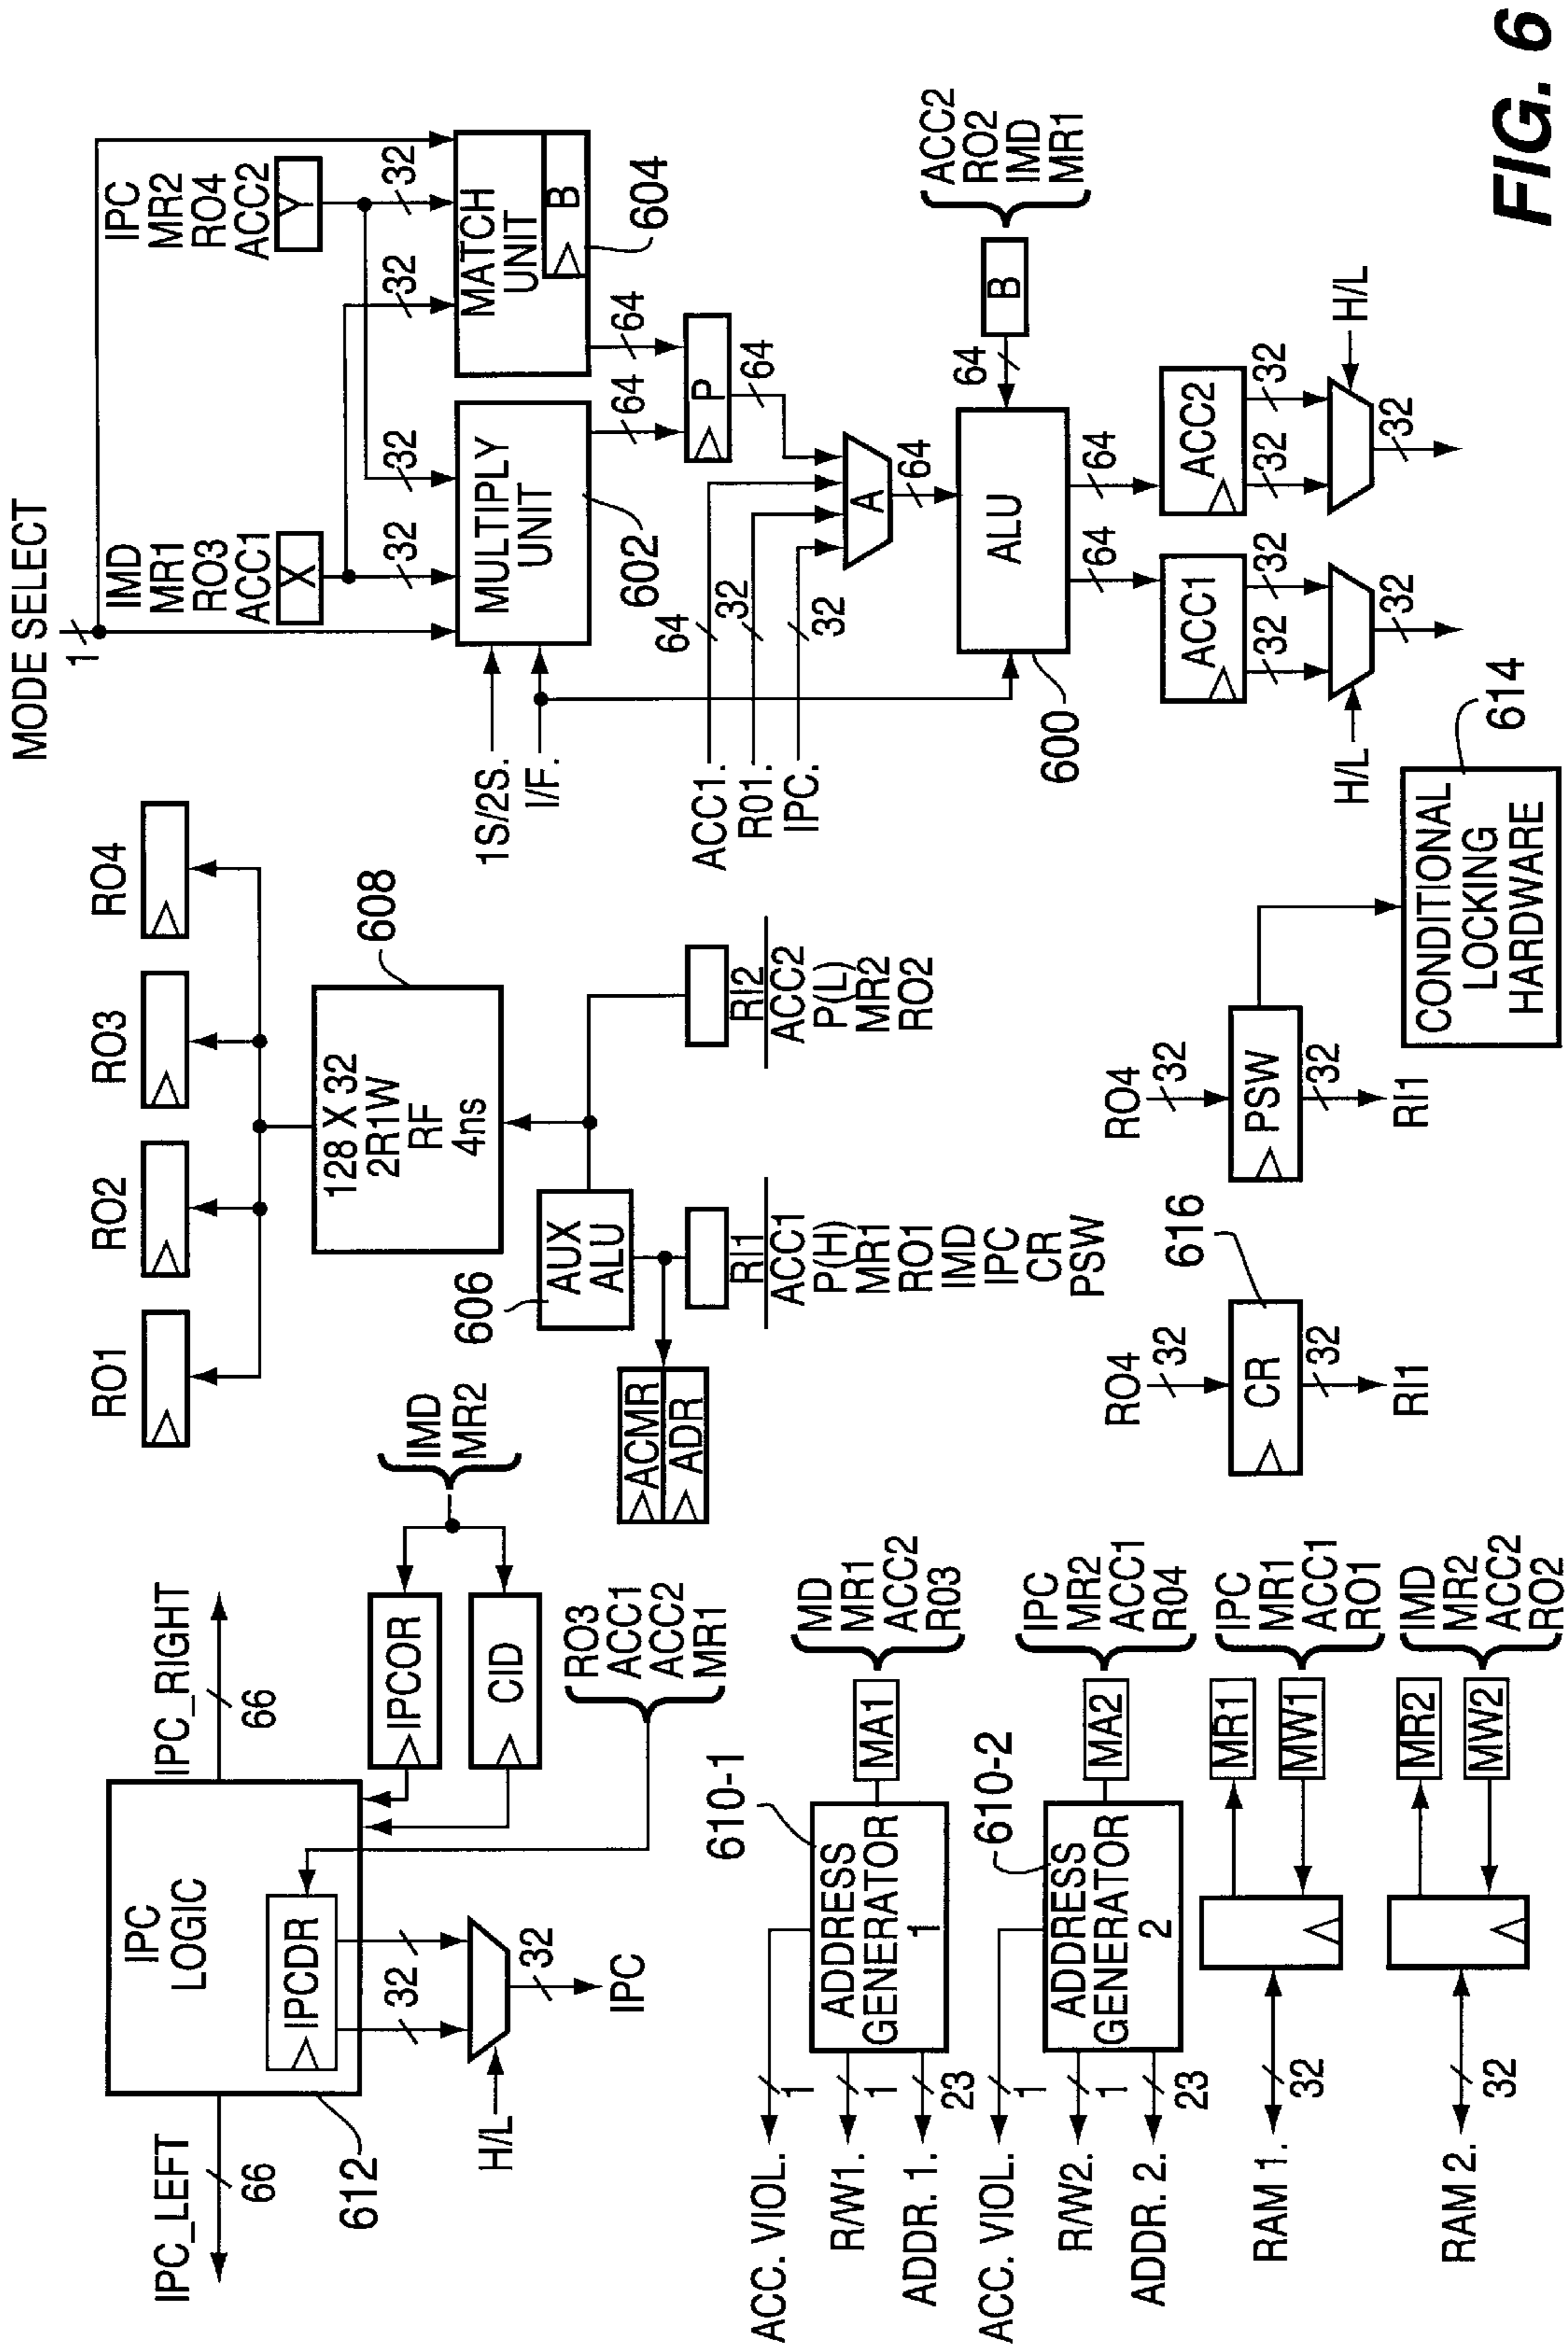 IPC_LEFT
66
IPC_RIGHT
66
IPC
LOGIC
IPCDR
612
32
32
H/L
32
IPC
IPCOR
CID
IMD
MR2
RO3
ACC1
ACC2
MR1
RO1
RO2
RO3
RO4
128 X 32
2R1W
RF
4ns
608
AUX
ALU
606
ACMR
ADR
RI1
ACC1
P(H)
MR1
RO1
IMD
IPC
CR
PSW
RI2
ACC2
P(L)
MR2
RO2
MODE SELECT
1
IMD
MR1
RO3
ACC1
X
IPC
MR2
RO4
ACC2
Y
32
32
32
32
MULTIPLY
UNIT
602
MATCH
UNIT
B
604
1S/2S.
I/F.
64
64
P
64
ACC1.
R01.
IPC.
64
32
32
A
64
ALU
600
64
B
ACC2
RO2
IMD
MR1
64
64
ACC1
ACC2
32
32
32
32
H/L
32
H/L
32
ACC. VIOL.
1
R/W1.
1
ADDR. 1.
23
ADDRESS
GENERATOR
1
610-1
MA1
MD
MR1
ACC2
R03
ACC. VIOL.
1
R/W2.
1
ADDR. 2.
23
ADDRESS
GENERATOR
2
610-2
MA2
IPC
MR2
ACC1
R04
RAM 1.
32
MR1
MW1
IPC
MR1
ACC1
RO1
RAM 2.
32
MR2
MW2
IMD
MR2
ACC2
RO2
RO4
32
CR
616
32
RI1
RO4
32
PSW
32
RI1
CONDITIONAL
LOCKING
HARDWARE
614
FIG. 6